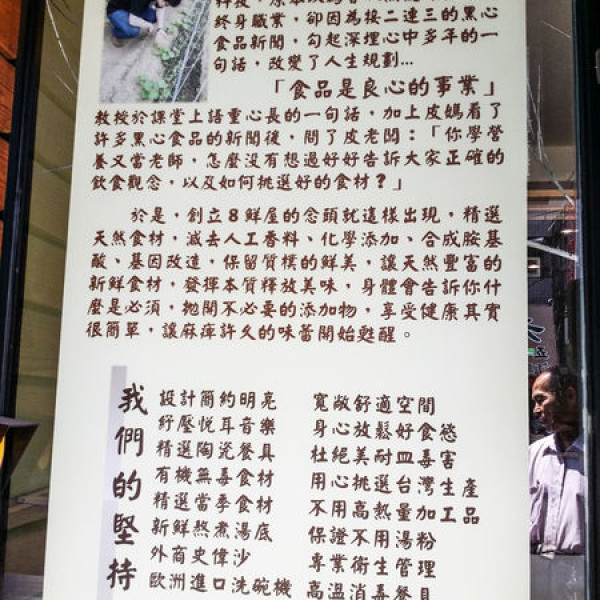 終身職業，卻因為接二連三的黑心
食品新聞，勾起深埋心中多年的一
句話，改變了人生規劃...
「食品是良心的事業」
教授於課堂上語重心長的一句話，加上皮媽看了
許多黑心食品的新聞後，問了皮老闆：「你學營
養又當老師，怎麼沒有想過好好告訴大家正確的
飲食觀念，以及如何挑選好的食材？」
於是，創立８鮮屋的念頭就這樣出現，精選
天然食材，減去人工香料、化學添加、合成胺基
酸、基因改造，保留質樸的鮮美，讓天然豐富的
新鮮食材，發揮本質釋放美味，身體會告訴你什
麼是必須，拋開不必要的添加物，享受健康其實
很簡單，讓麻痺許久的味蕾開始甦醒。
我們的堅持
設計簡約明亮
紓壓悅耳音樂
精選陶瓷餐具
有機無毒食材
精選當季食材
新鮮熬煮湯底
外商史偉沙
歐洲進口洗碗機
寬敞舒適空間
身心放鬆好食慾
杜絕美耐皿毒害
用心挑選台灣生產
不用高熱量加工品
保證不用湯粉
專業衛生管理
高溫消毒餐具